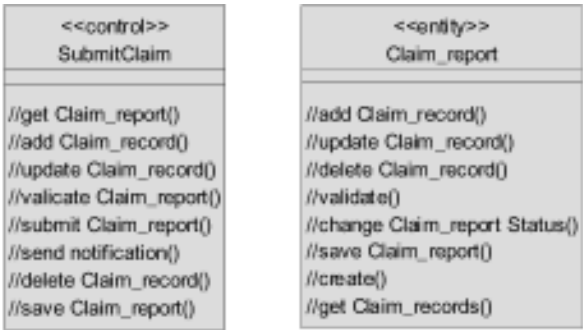 <<control>>
SubmitClaim
//get Claim_report()
//add Claim_record()
//update Claim_record()
//valicate Claim_report()
//submit Claim_report()
//send notification()
//delete Claim_record()
//save Claim_report()
<<entity>>
Claim_report
//add Claim_record()
//update Claim_record()
//delete Claim_record()
//validate()
//change Claim_report Status()
//save Claim_report()
//create()
//get Claim_records()